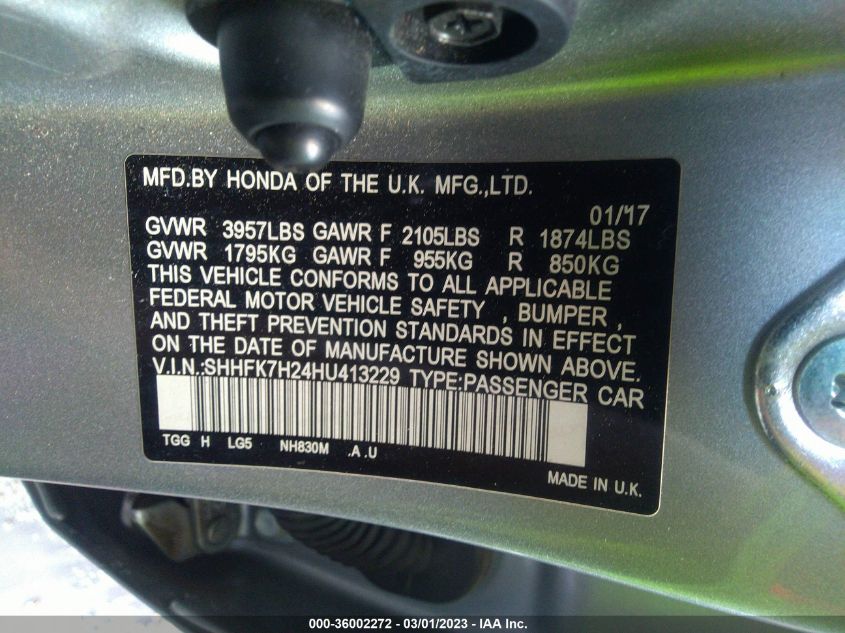 MFD.BY HONDA OF THE U.K. MFG.,LTD.
01/17
GVWR 3957LBS GAWR F 2105LBS R 1874LBS
GVWR 1795KG GAWR F 955KG R 850KG
THIS VEHICLE CONFORMS TO ALL APPLICABLE
FEDERAL MOTOR VEHICLE SAFETY , BUMPER ,
AND THEFT PREVENTION STANDARDS IN EFFECT
ON THE DATE OF MANUFACTURE SHOWN ABOVE.
V.I.N.:SHHFK7H24HU413229 TYPE:PASSENGER CAR
TGG H LG5 NH830M .A .U
MADE IN U.K.
000-36002272 — 03/01/2023 — IAA Inc.